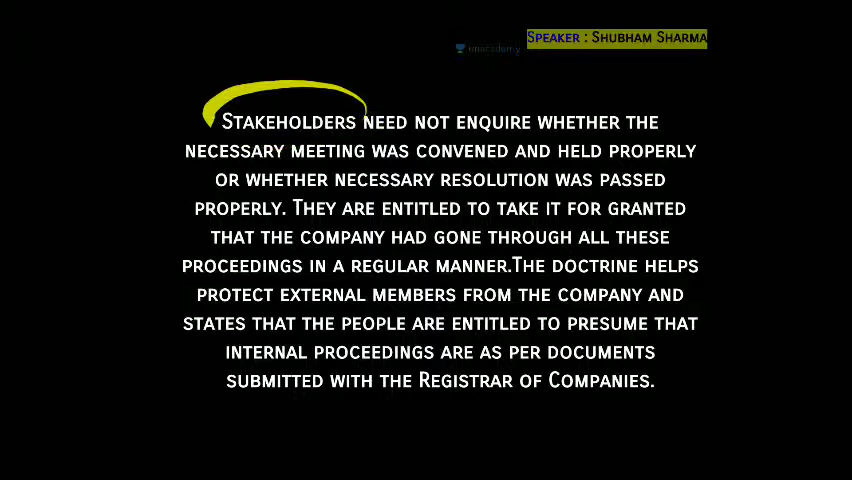 SPEAKER : SHUBHAM SHARMA
unacademy
STAKEHOLDERS NEED NOT ENQUIRE WHETHER THE
NECESSARY MEETING WAS CONVENED AND HELD PROPERLY
OR WHETHER NECESSARY RESOLUTION WAS PASSED
PROPERLY. THEY ARE ENTITLED TO TAKE IT FOR GRANTED
THAT THE COMPANY HAD GONE THROUGH ALL THESE
PROCEEDINGS IN A REGULAR MANNER.THE DOCTRINE HELPS
PROTECT EXTERNAL MEMBERS FROM THE COMPANY AND
STATES THAT THE PEOPLE ARE ENTITLED TO PRESUME THAT
INTERNAL PROCEEDINGS ARE AS PER DOCUMENTS
SUBMITTED WITH THE REGISTRAR OF COMPANIES.